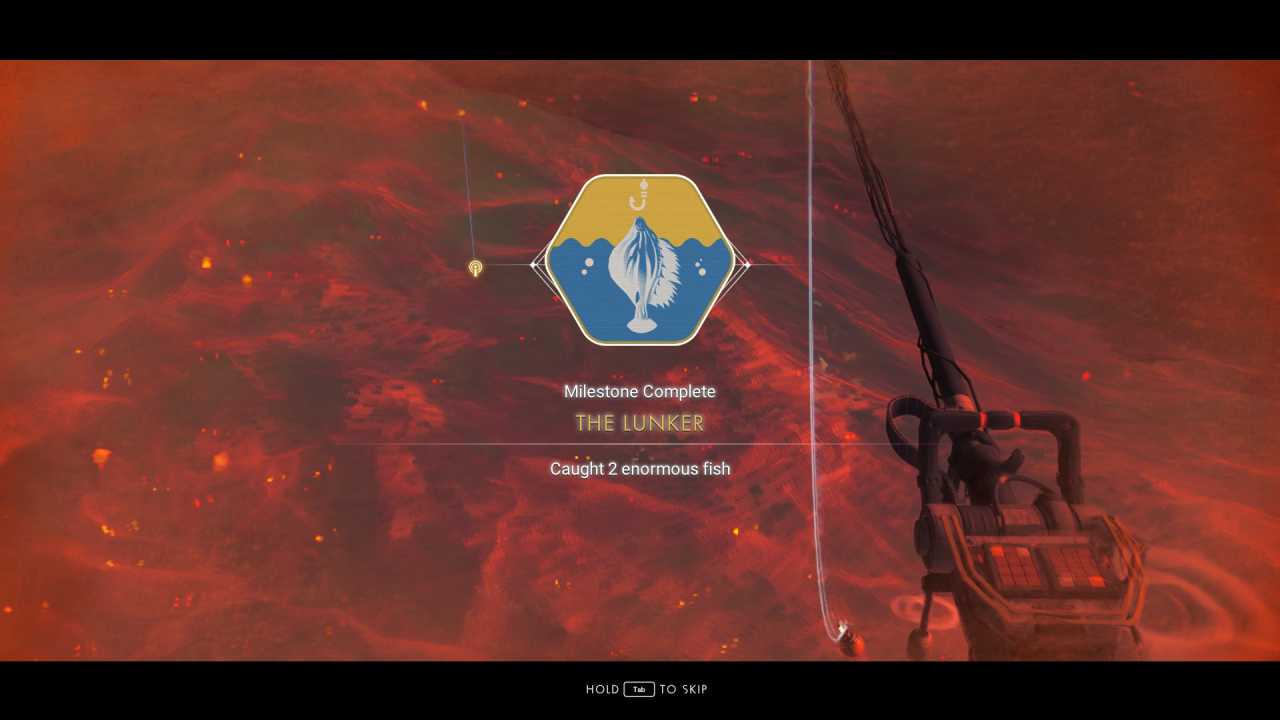 Milestone Complete
THE LUNKER
Caught 2 enormous fish
HOLD Tab TO SKIP